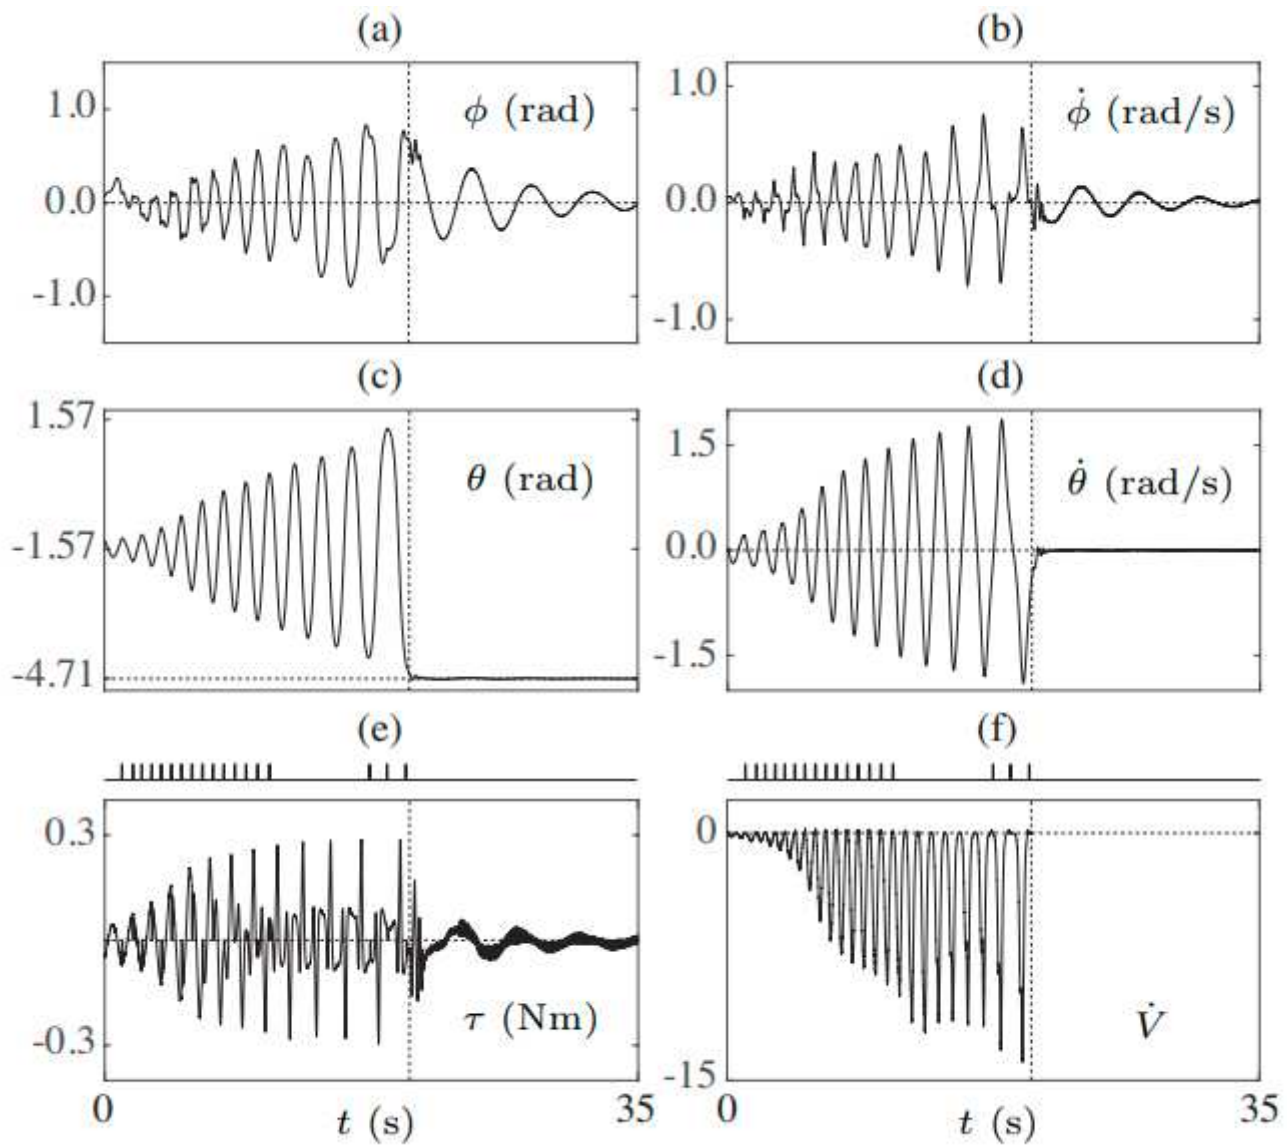 (a) (b)
1.0 1.0
ϕ (rad) ϕ̇ (rad/s)
0.0 0.0
-1.0 -1.0
(c) (d)
1.57 1.5
θ (rad) θ̇ (rad/s)
-1.57 0.0
-4.71 -1.5
(e) (f)
0.3 0
τ (Nm) V̇
-0.3 -15
0 t (s) 35 0 t (s) 35